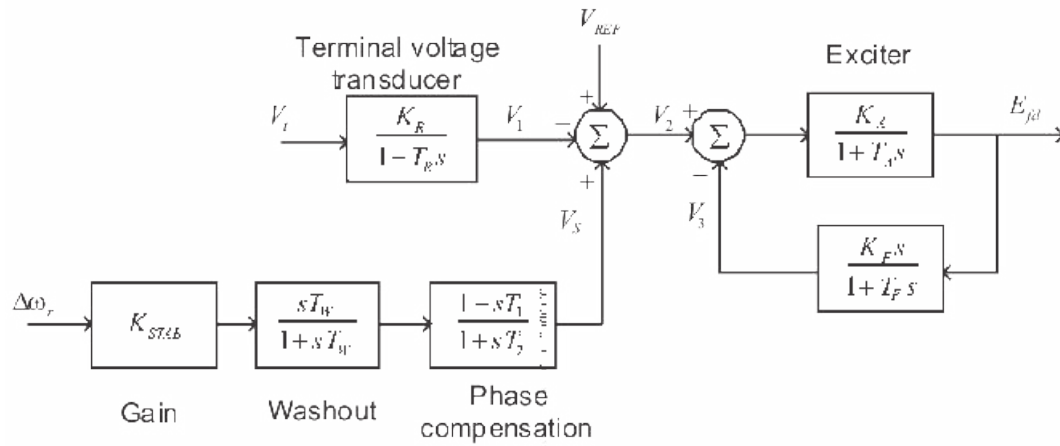 V_REF
Terminal voltage
transducer
Exciter
V_t
K_R
1 − T_R s
V_1
+
−
Σ
+
V_2
+
Σ
−
K_A
1 + T_A s
E_fd
V_S
V_3
K_F s
1 + T_F s
Δω_r
K_STAB
sT_W
1 + sT_W
1 − sT_1
1 + sT_2
Gain
Washout
Phase
compensation